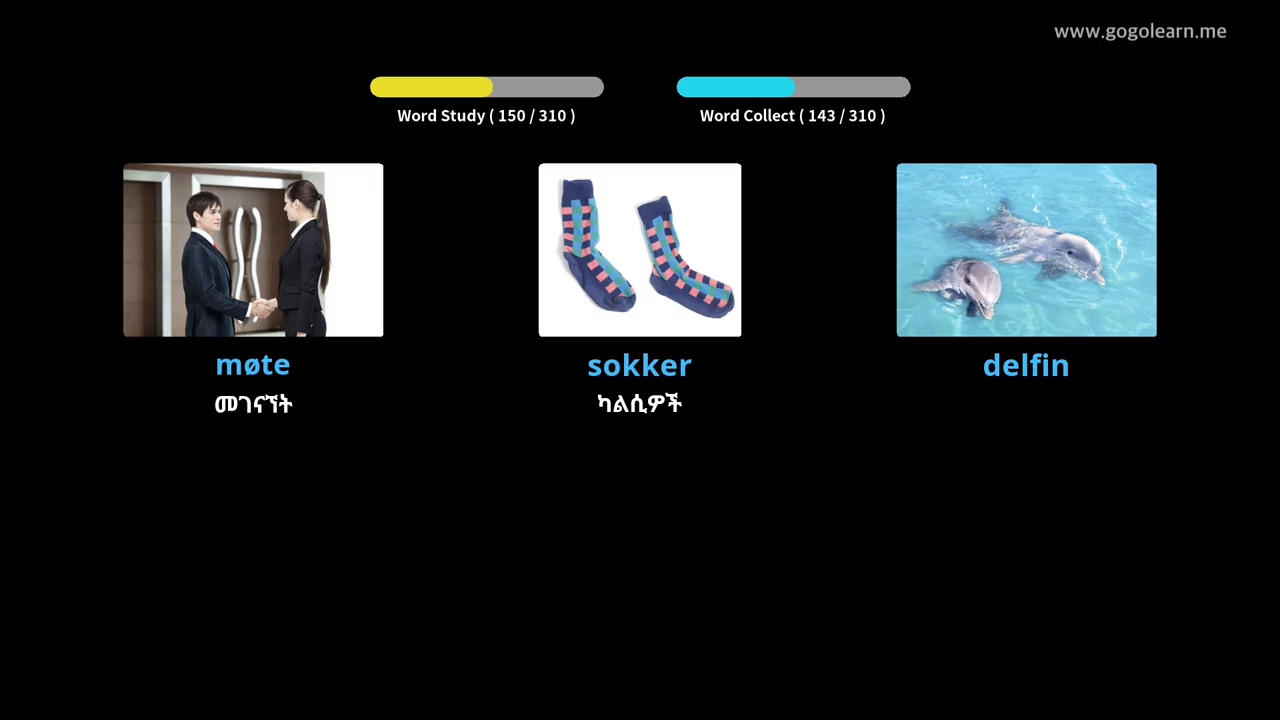 www.gogolearn.me
Word Study ( 150 / 310 )
Word Collect ( 143 / 310 )
møte
sokker
delfin
መገናኘት
ካልሲዎች